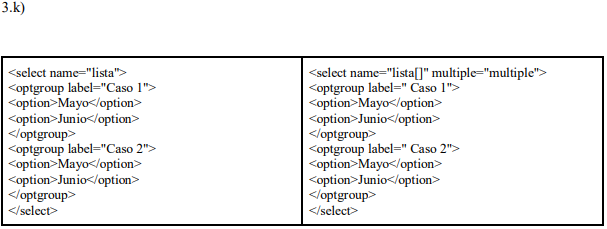 3.k)
<select name="lista">
<optgroup label="Caso 1">
<option>Mayo</option>
<option>Junio</option>
</optgroup>
<optgroup label="Caso 2">
<option>Mayo</option>
<option>Junio</option>
</optgroup>
</select>
<select name="lista[]" multiple="multiple">
<optgroup label=" Caso 1">
<option>Mayo</option>
<option>Junio</option>
</optgroup>
<optgroup label=" Caso 2">
<option>Mayo</option>
<option>Junio</option>
</optgroup>
</select>